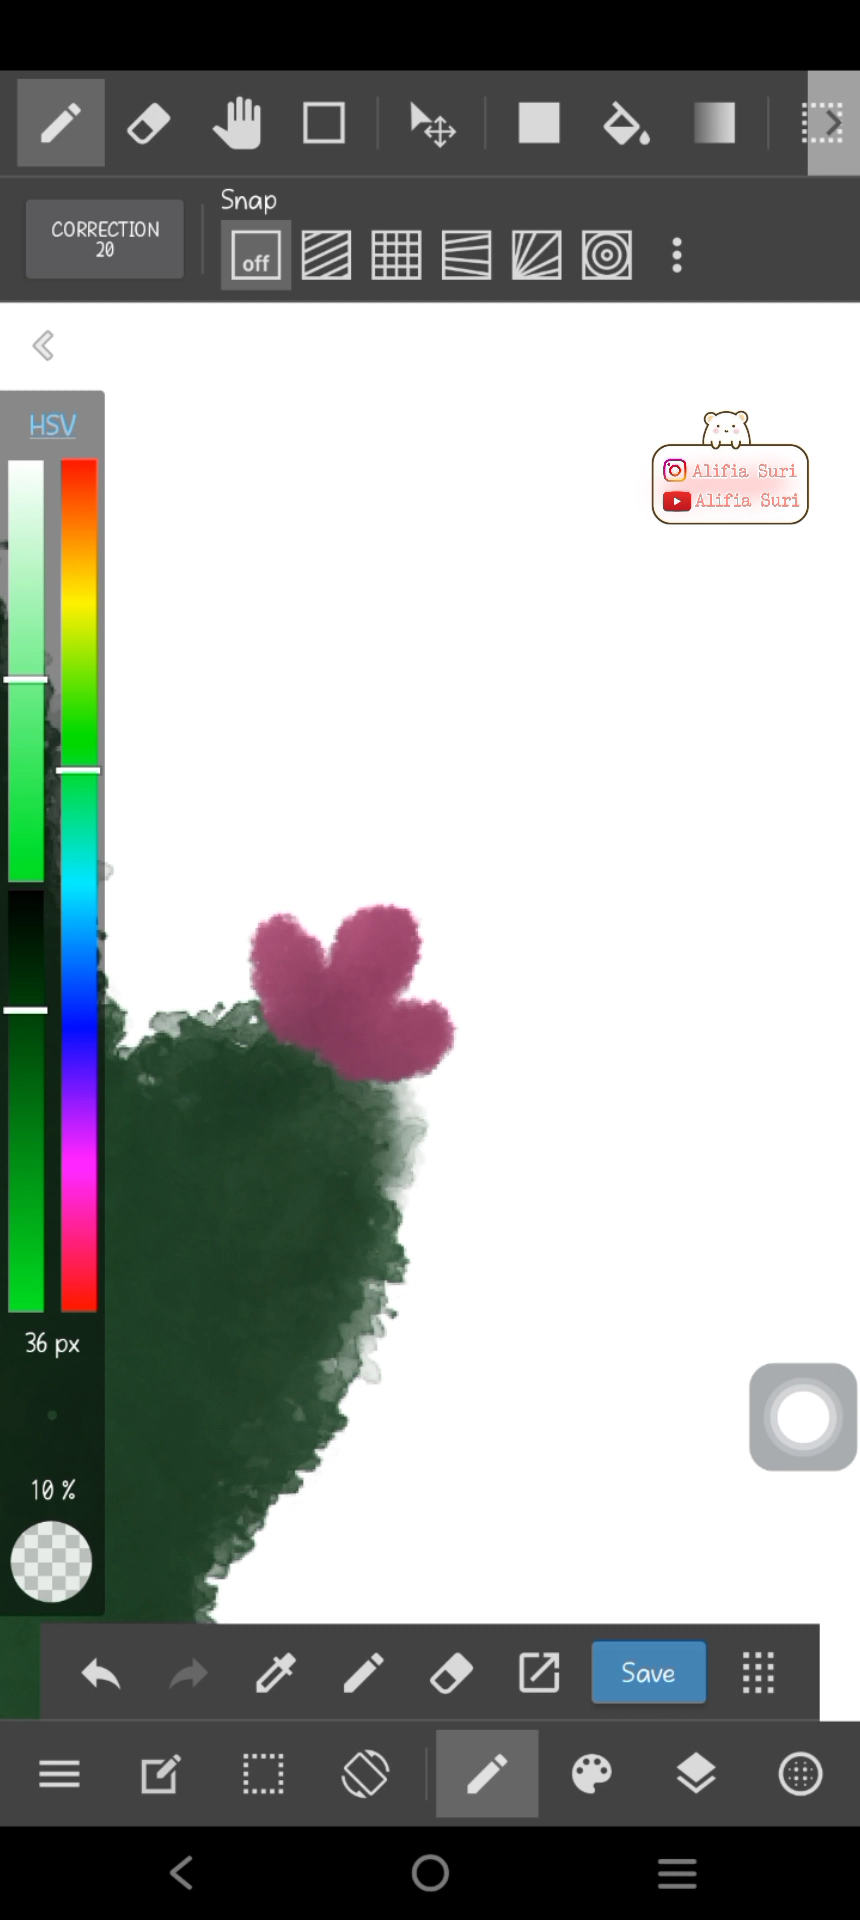 CORRECTION
20
Snap
off
HSV
Alifia Suri
Alifia Suri
36 px
10 %
Save